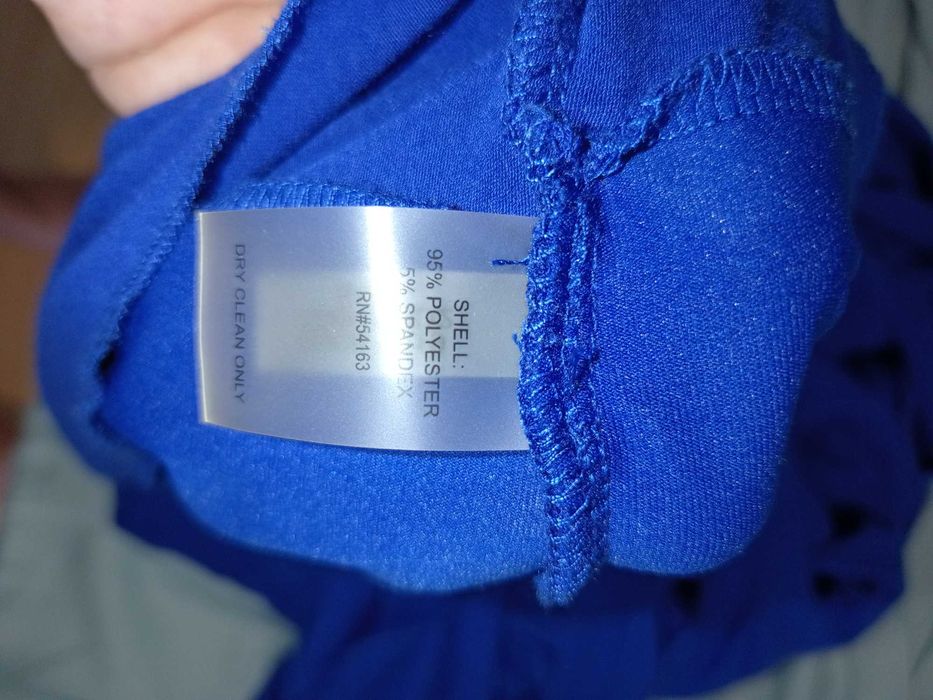 SHELL:
95% POLYESTER
5% SPANDEX
RN#54163
DRY CLEAN ONLY